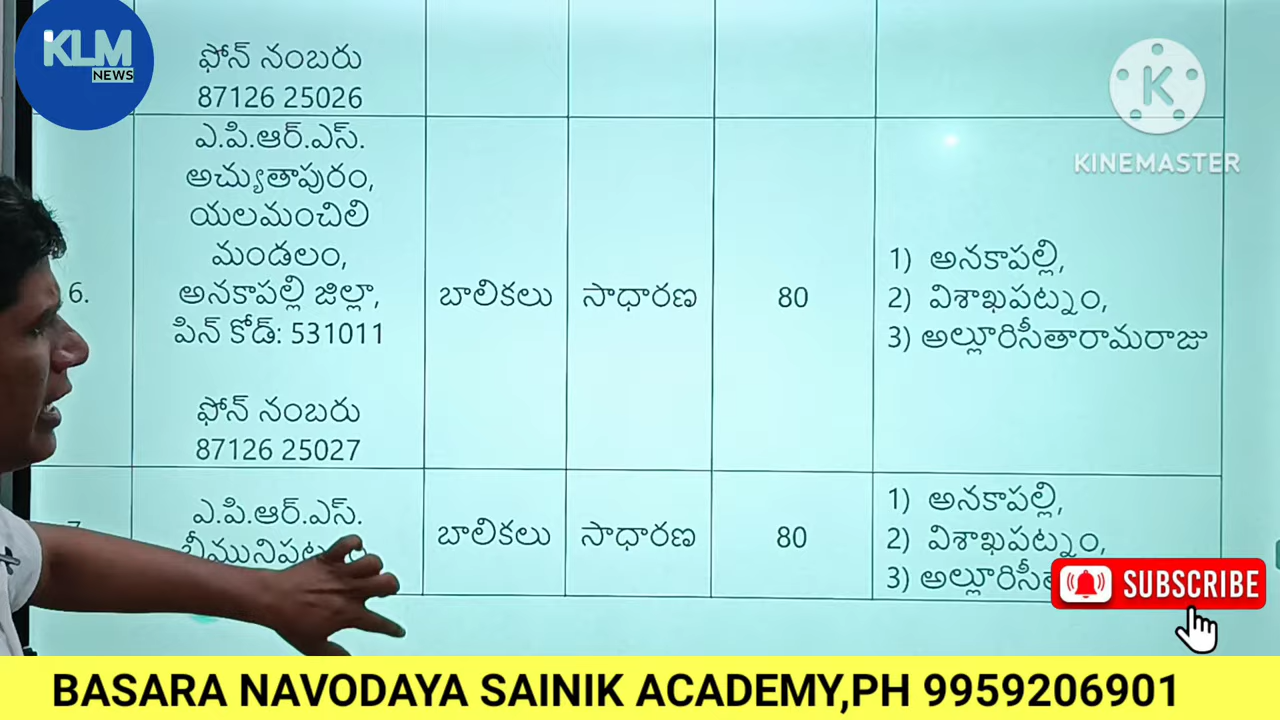 KLM
NEWS
ఫోన్ నంబరు
87126 25026
ఎ.పి.ఆర్.ఎస్.
అచ్యుతాపురం,
యలమంచిలి
మండలం,
అనకాపల్లి జిల్లా,
పిన్ కోడ్: 531011
ఫోన్ నంబరు
87126 25027
6.
బాలికలు
సాధారణ
80
1) అనకాపల్లి,
2) విశాఖపట్నం,
3) అల్లూరిసీతారామరాజు
ఎ.పి.ఆర్.ఎస్.
బాలికలు
సాధారణ
80
1) అనకాపల్లి,
2) విశాఖపట్నం,
3)
K
KINEMASTER
SUBSCRIBE
BASARA NAVODAYA SAINIK ACADEMY,PH 9959206901